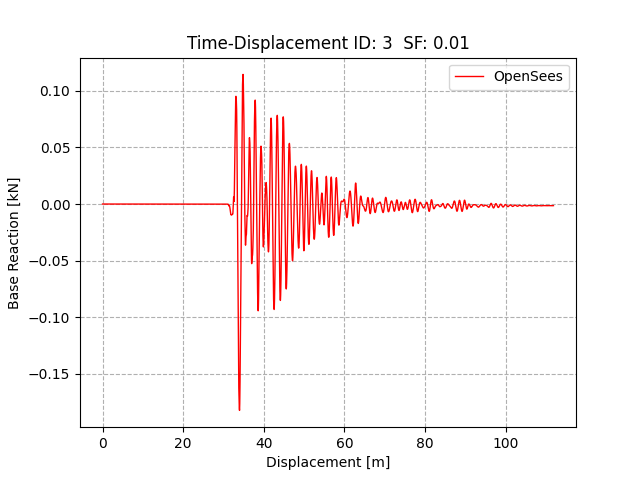 Time-Displacement ID: 3  SF: 0.01
OpenSees
Base Reaction [kN]
0.10
0.05
0.00
−0.05
−0.10
−0.15
0 20 40 60 80 100
Displacement [m]